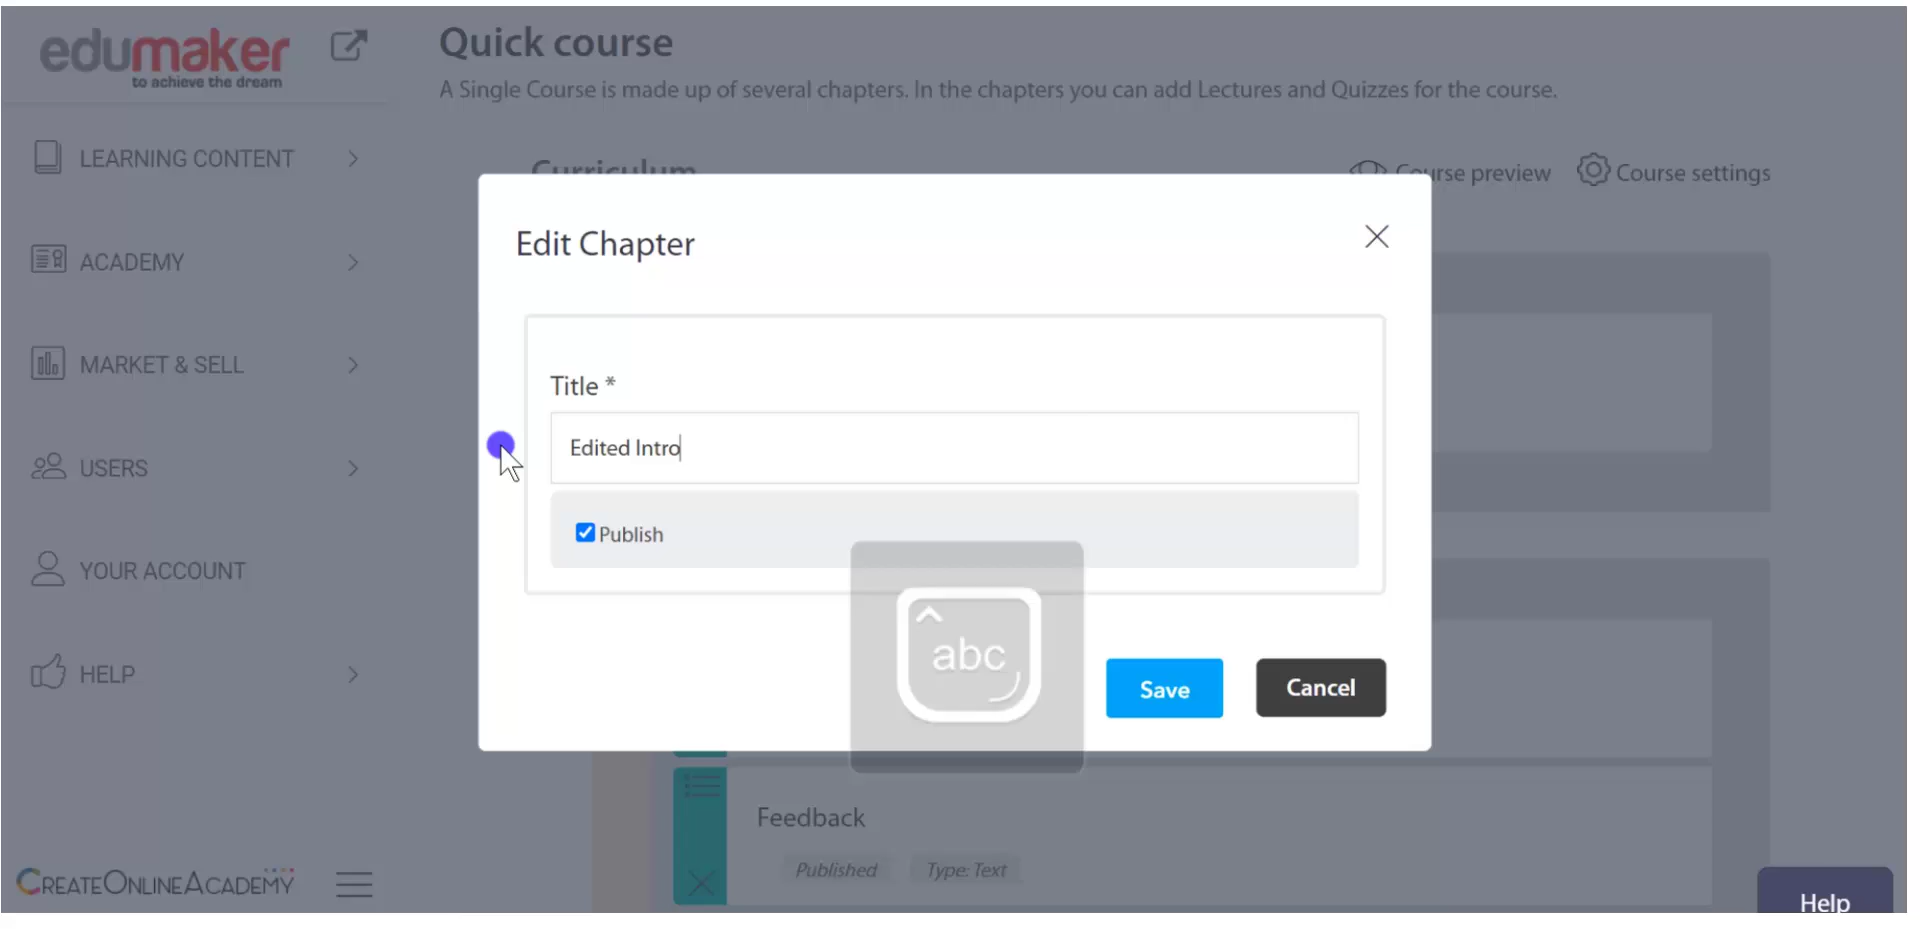 edumaker
to achieve the dream
Quick course
A Single Course is made up of several chapters. In the chapters you can add Lectures and Quizzes for the course.
LEARNING CONTENT
ACADEMY
MARKET & SELL
USERS
YOUR ACCOUNT
HELP
CREATEONLINEACADEMY
Curriculum
Course preview
Course settings
Edit Chapter
Title *
Edited Intro
Publish
abc
Save
Cancel
Feedback
Published
Type: Text
Help